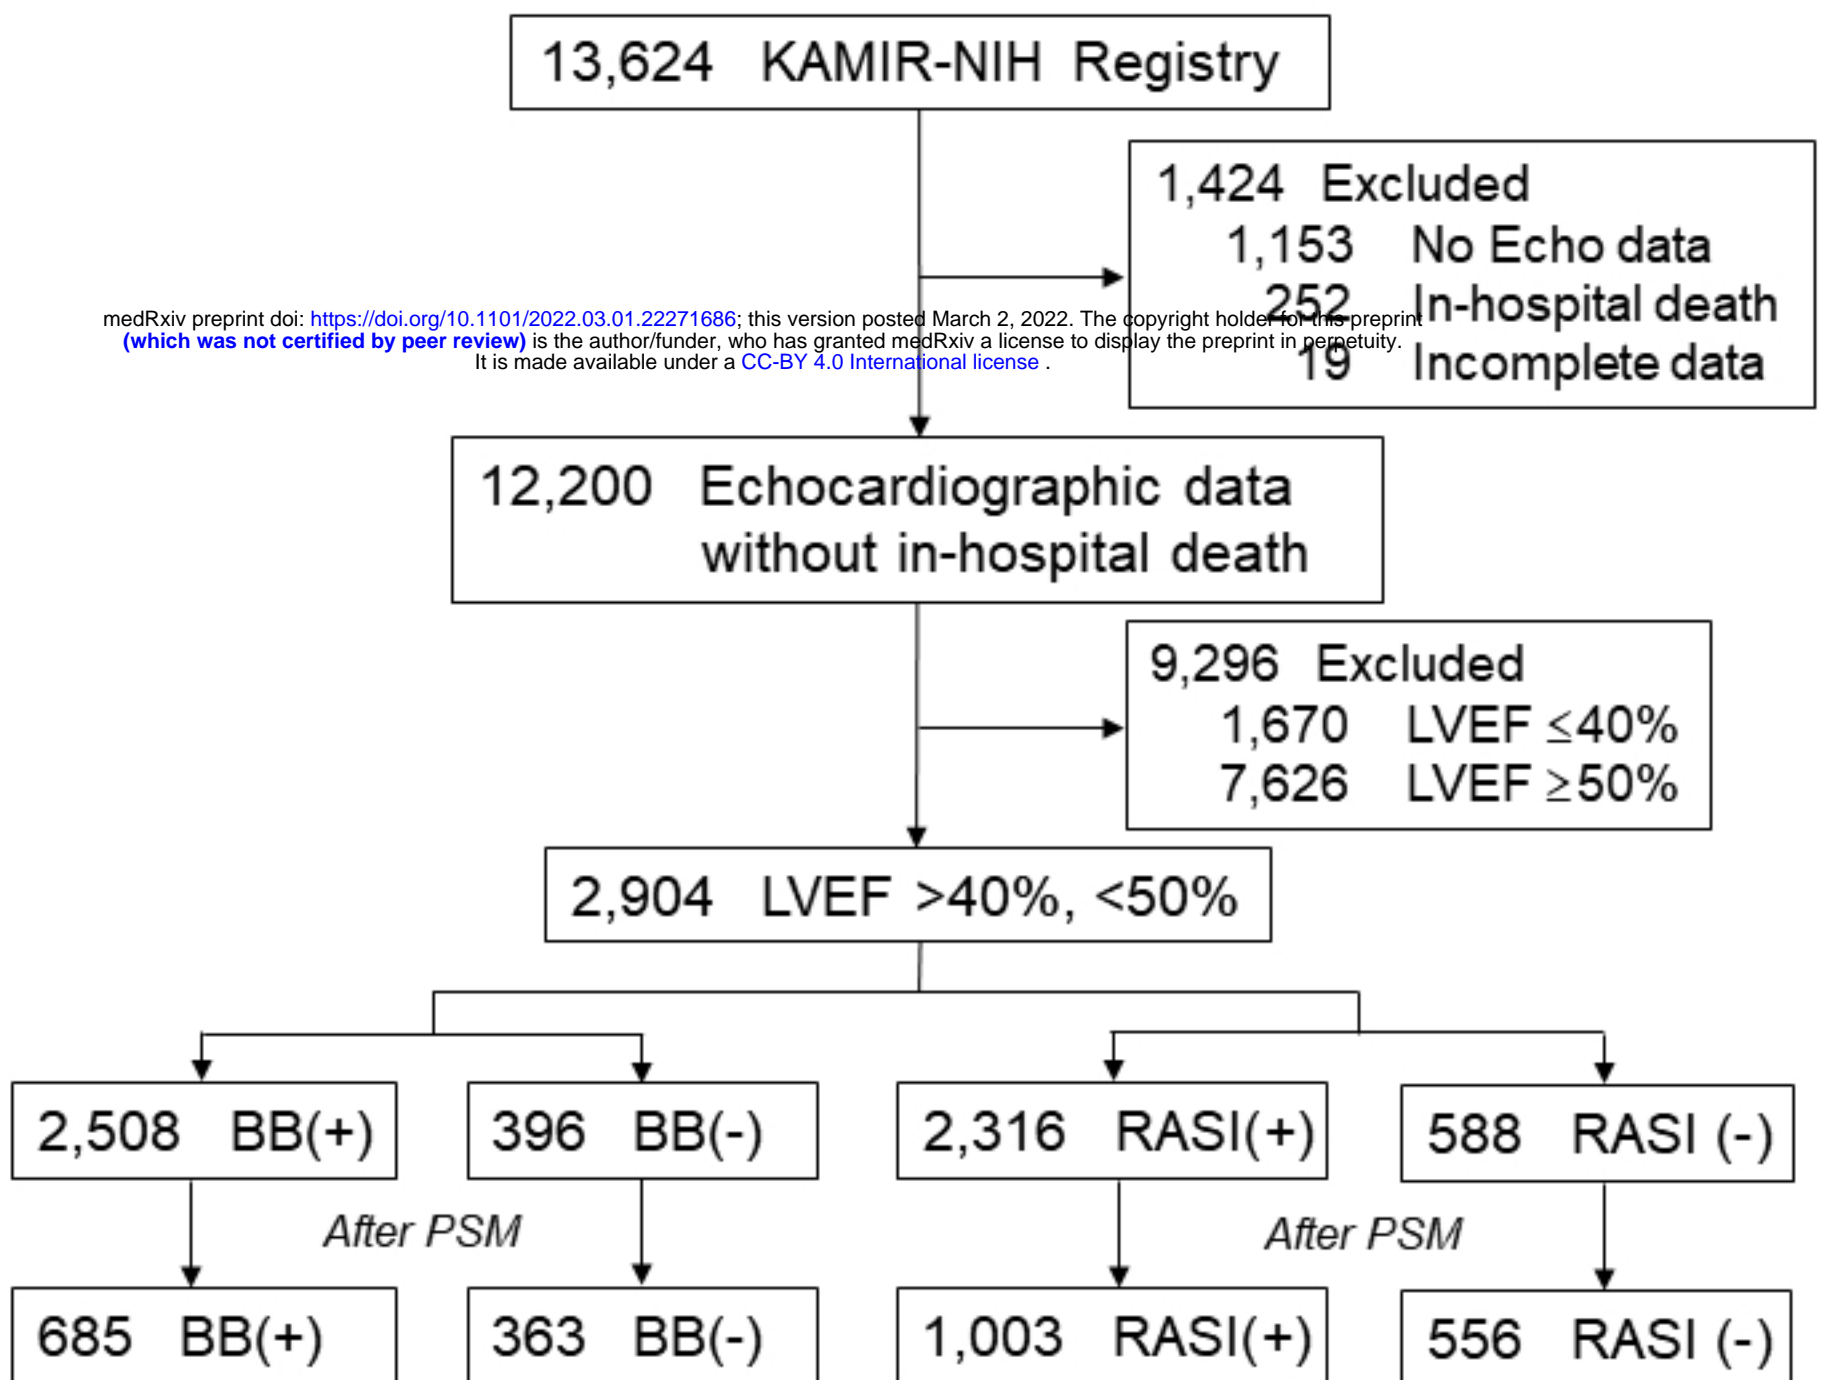 13,624 KAMIR-NIH Registry
1,424 Excluded
1,153 No Echo data
252 In-hospital death
19 Incomplete data
medRxiv preprint doi: https://doi.org/10.1101/2022.03.01.22271686; this version posted March 2, 2022. The copyright holder for this preprint
(which was not certified by peer review) is the author/funder, who has granted medRxiv a license to display the preprint in perpetuity.
It is made available under a CC-BY 4.0 International license .
12,200 Echocardiographic data
without in-hospital death
9,296 Excluded
1,670 LVEF ≤40%
7,626 LVEF ≥50%
2,904 LVEF >40%, <50%
2,508 BB(+)
396 BB(-)
2,316 RASI(+)
588 RASI (-)
After PSM
After PSM
685 BB(+)
363 BB(-)
1,003 RASI(+)
556 RASI (-)